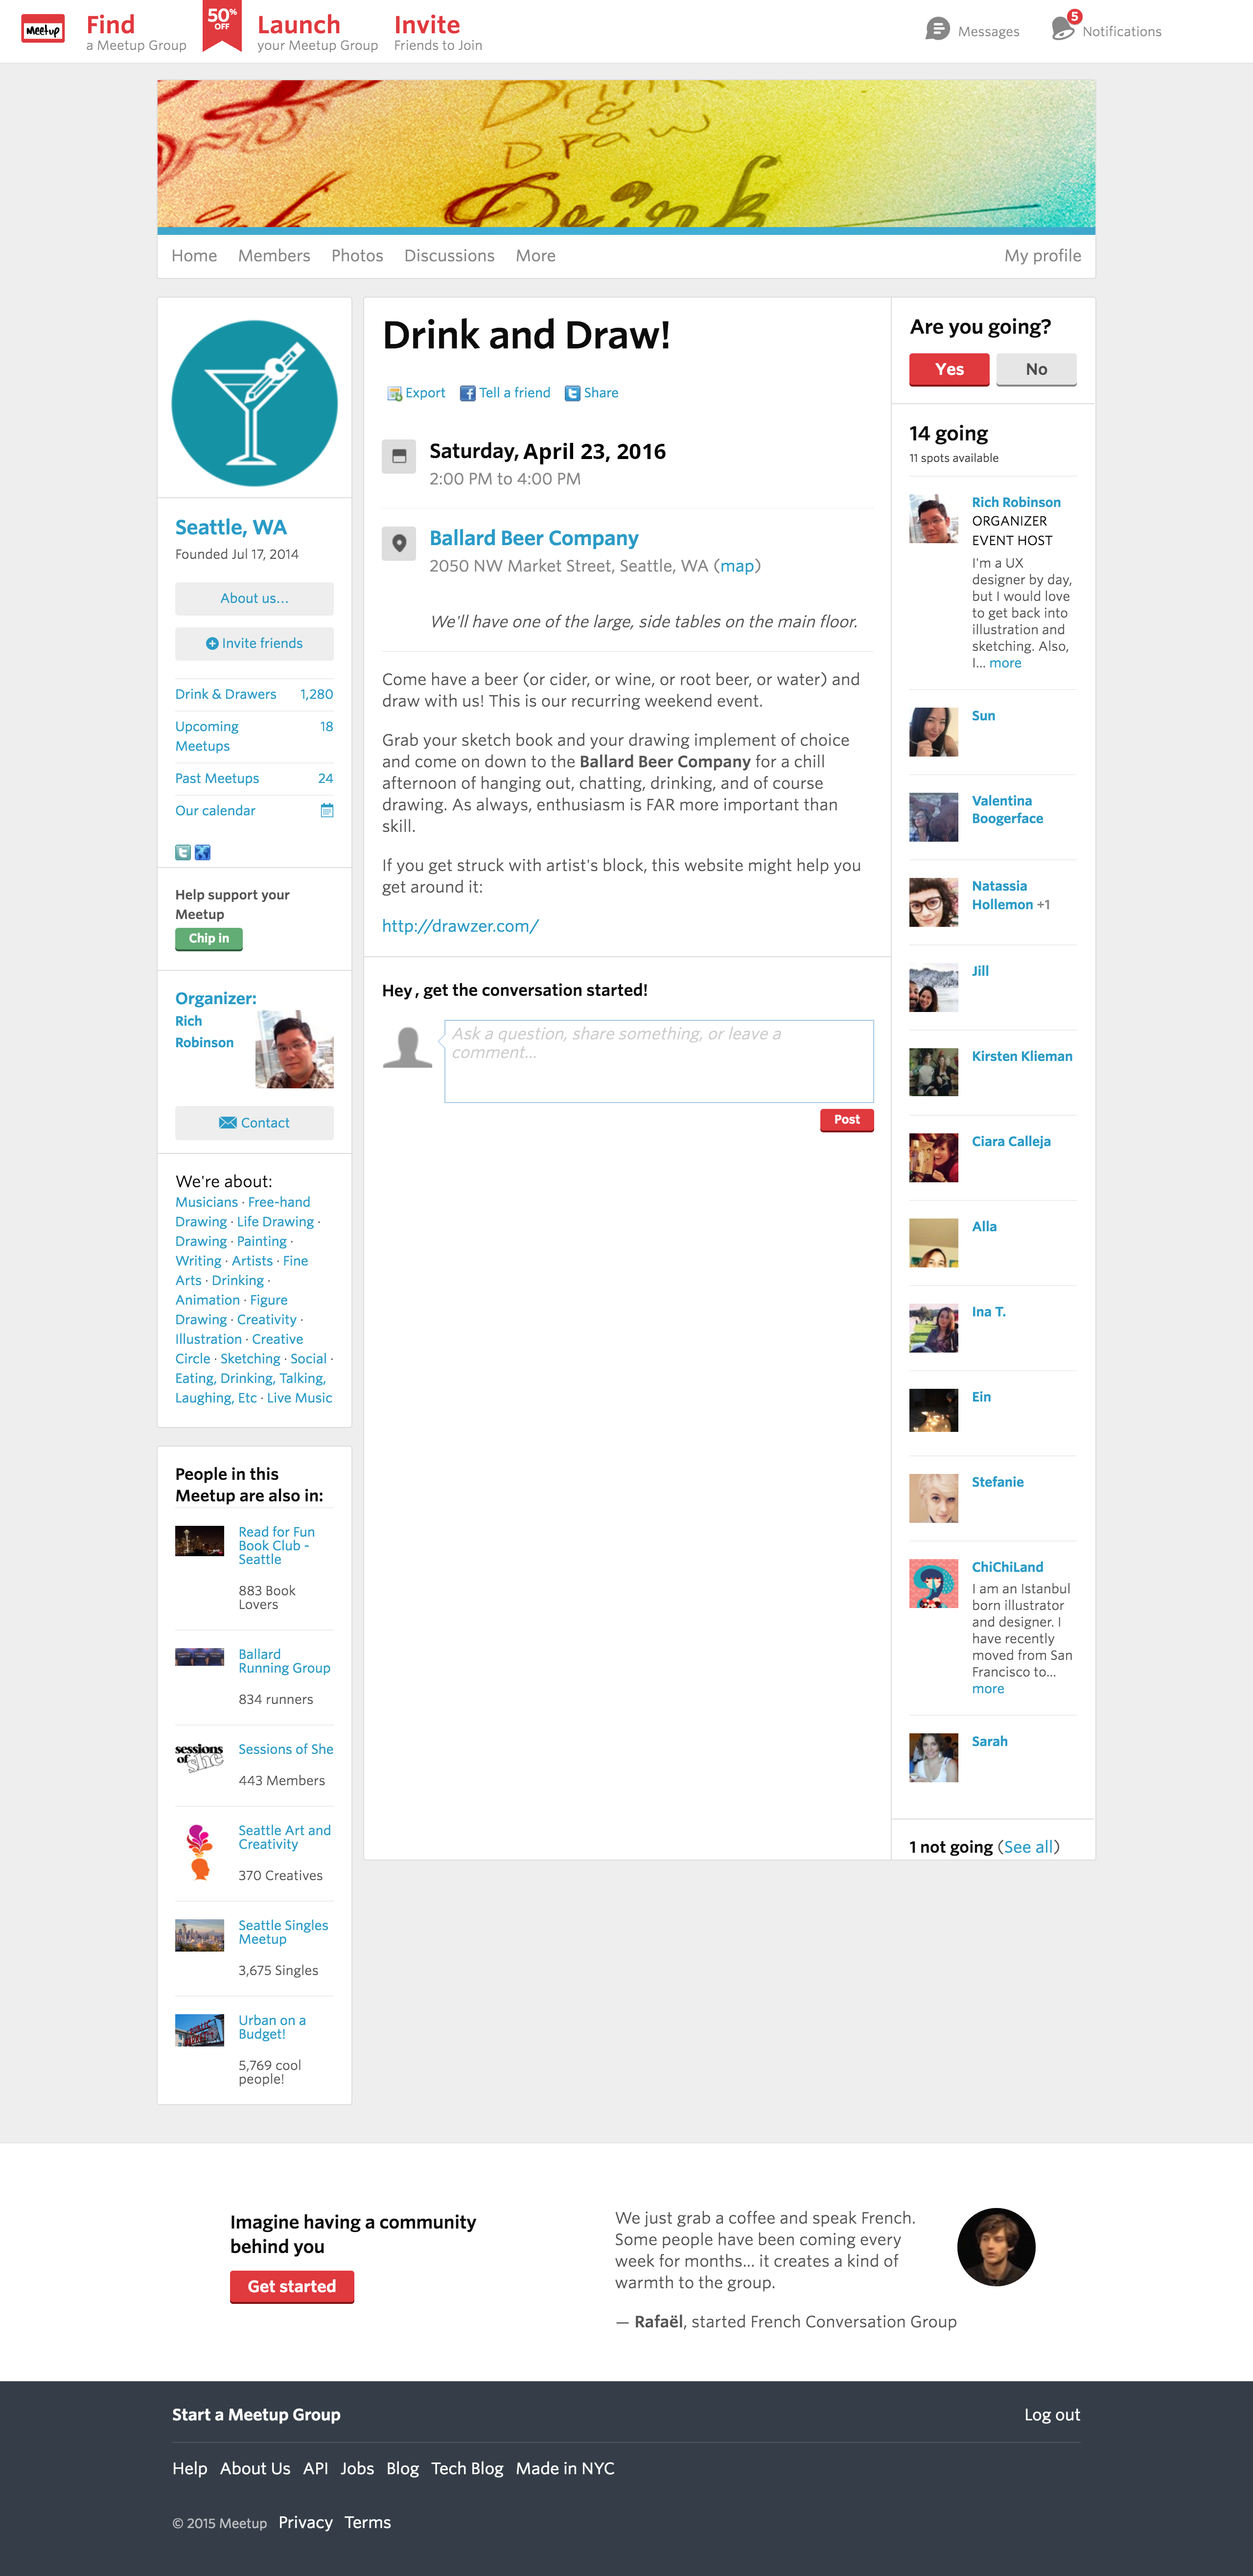 Meetup
Find
a Meetup Group
50% OFF
Launch
your Meetup Group
Invite
Friends to Join
Messages
5
Notifications
Drink
&
Draw
Drink
Home Members Photos Discussions More My profile
Seattle, WA
Founded Jul 17, 2014
About us...
Invite friends
Drink & Drawers 1,280
Upcoming Meetups 18
Past Meetups 24
Our calendar
Help support your
Meetup
Chip in
Organizer:
Rich
Robinson
Contact
We're about:
Musicians · Free-hand
Drawing · Life Drawing ·
Drawing · Painting ·
Writing · Artists · Fine
Arts · Drinking ·
Animation · Figure
Drawing · Creativity ·
Illustration · Creative
Circle · Sketching · Social ·
Eating, Drinking, Talking,
Laughing, Etc · Live Music
People in this
Meetup are also in:
Read for Fun
Book Club -
Seattle
883 Book
Lovers
Ballard
Running Group
834 runners
sessions
of she
Sessions of She
443 Members
Seattle Art and
Creativity
370 Creatives
Seattle Singles
Meetup
3,675 Singles
Urban on a
Budget!
5,769 cool
people!
Drink and Draw!
Export Tell a friend Share
Saturday, April 23, 2016
2:00 PM to 4:00 PM
Ballard Beer Company
2050 NW Market Street, Seattle, WA (map)
We'll have one of the large, side tables on the main floor.
Come have a beer (or cider, or wine, or root beer, or water) and
draw with us! This is our recurring weekend event.
Grab your sketch book and your drawing implement of choice
and come on down to the Ballard Beer Company for a chill
afternoon of hanging out, chatting, drinking, and of course
drawing. As always, enthusiasm is FAR more important than
skill.
If you get struck with artist's block, this website might help you
get around it:
http://drawzer.com/
Hey, get the conversation started!
Ask a question, share something, or leave a
comment...
Post
Are you going?
Yes No
14 going
11 spots available
Rich Robinson
ORGANIZER
EVENT HOST
I'm a UX
designer by day,
but I would love
to get back into
illustration and
sketching. Also,
I... more
Sun
Valentina
Boogerface
Natassia
Hollemon +1
Jill
Kirsten Klieman
Ciara Calleja
Alla
Ina T.
Ein
Stefanie
ChiChiLand
I am an Istanbul
born illustrator
and designer. I
have recently
moved from San
Francisco to...
more
Sarah
1 not going (See all)
Imagine having a community
behind you
Get started
We just grab a coffee and speak French.
Some people have been coming every
week for months... it creates a kind of
warmth to the group.
— Rafaël, started French Conversation Group
Start a Meetup Group Log out
Help About Us API Jobs Blog Tech Blog Made in NYC
© 2015 Meetup Privacy Terms